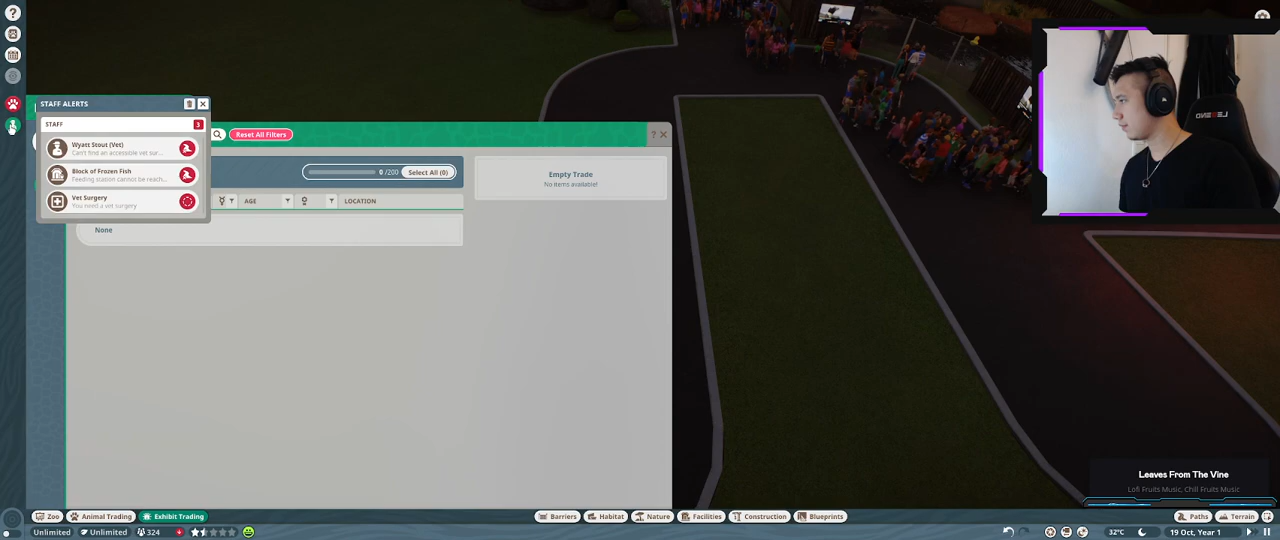 STAFF ALERTS
STAFF 3
Wyatt Stout (Vet)
Can't find an accessible vet sur...
Block of Frozen Fish
Feeding station cannot be reach...
Vet Surgery
You need a vet surgery
Reset All Filters
? X
0 /200 Select All (0)
AGE LOCATION
None
Empty Trade
No items available!
LEGEND
Leaves From The Vine
Lofi Fruits Music, Chill Fruits Music
Zoo Animal Trading Exhibit Trading Barriers Habitat Nature Facilities Construction Blueprints Paths Terrain
Unlimited Unlimited 324 32°C 19 Oct, Year 1